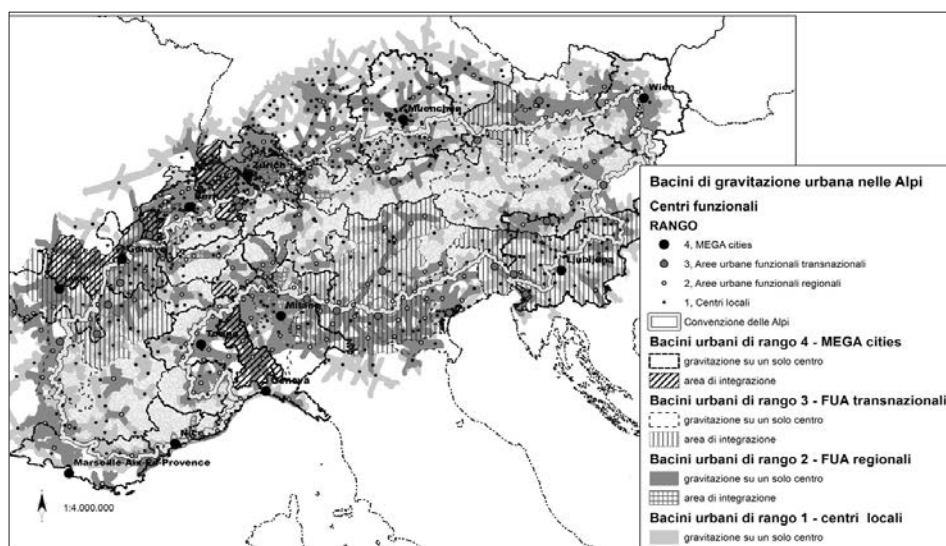 Wien
Muenchen
Zürich
Bern
Genève
Lyon
Ljubljana
Milano
Torino
Genova
Nice
Marseille-Aix-En-Provence
1:4.000.000
Bacini di gravitazione urbana nelle Alpi
Centri funzionali
RANGO
4, MEGA cities
3, Aree urbane funzionali transnazionali
2, Aree urbane funzionali regionali
1, Centri locali
Convenzione delle Alpi
Bacini urbani di rango 4 - MEGA cities
gravitazione su un solo centro
area di integrazione
Bacini urbani di rango 3 - FUA transnazionali
gravitazione su un solo centro
area di integrazione
Bacini urbani di rango 2 - FUA regionali
gravitazione su un solo centro
area di integrazione
Bacini urbani di rango 1 - centri locali
gravitazione su un solo centro